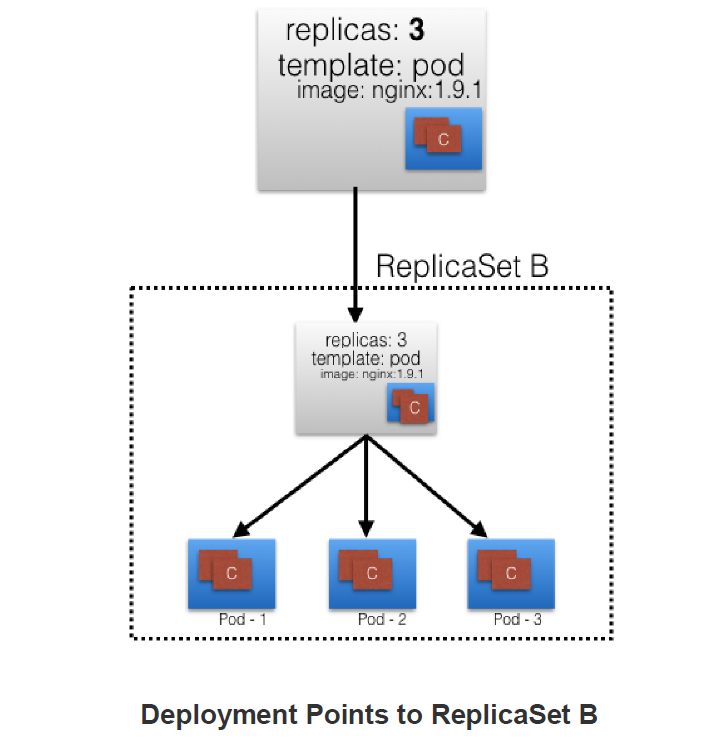 replicas: 3
template: pod
image: nginx:1.9.1
C
ReplicaSet B
replicas: 3
template: pod
image: nginx:1.9.1
C
C
C
C
Pod - 1
Pod - 2
Pod - 3
Deployment Points to ReplicaSet B